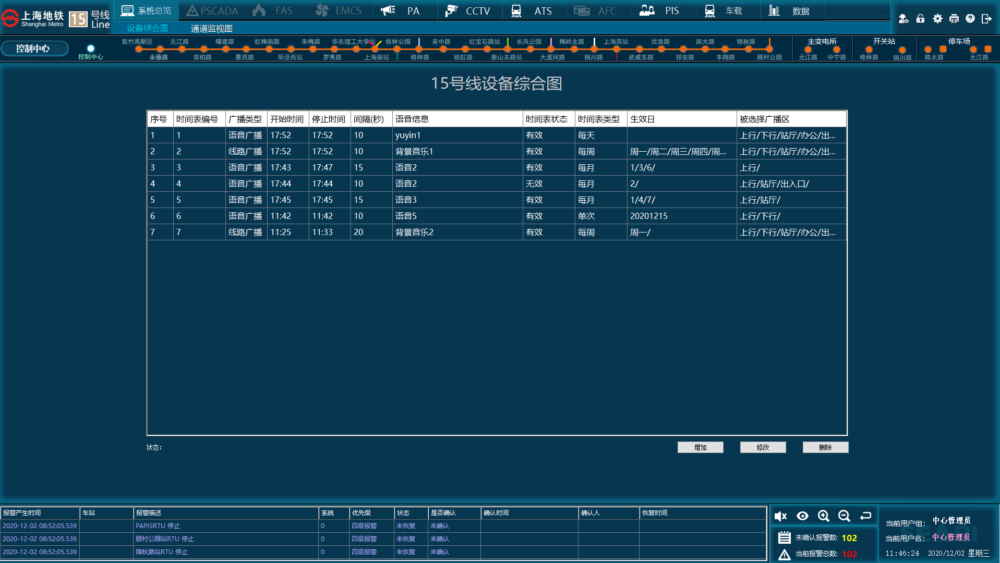 上海地铁 Shanghai Metro 15 号线 Line
系统总览 PSCADA FAS EMCS PA CCTV ATS AFC PIS 车载 数据
设备综合图 通道监视图
控制中心 控制中心
紫竹高新区 元江路 曙建路 虹梅南路 朱梅路 华东理工大学站 桂林公园 吴中路 红宝石路站 长风公园 梅岭北路 上海西站 古浪路 南大路 锦秋路
永德路 双柏路 景西路 华泾西站 罗秀路 上海南站 桂林路 姚虹路 娄山关路站 大渡河路 铜川路 武威东路 祁安路 丰翔路 顾村公园
主变电所 开关站 停车场
元江路 中宁路 桂林路 铜川路 陈太路 元江路
15号线设备综合图
序号 时间表编号 广播类型 开始时间 停止时间 间隔(秒) 语音信息 时间表状态 时间表类型 生效日 被选择广播区
1 1 语音广播 17:52 17:52 10 yuyin1 有效 每天 上行/下行/站厅/办公/出...
2 2 线路广播 17:52 17:52 10 背景音乐1 有效 每周 周一/周二/周三/周四/周... 上行/下行/站厅/办公/出...
3 3 语音广播 17:43 17:47 15 语音2 有效 每月 1/3/6/ 上行/
4 4 语音广播 17:44 17:44 10 语音2 无效 每月 2/ 上行/站厅/出入口/
5 5 语音广播 17:45 17:45 15 语音3 有效 每月 1/4/7/ 上行/站厅/
6 6 语音广播 11:42 11:42 10 语音5 有效 单次 20201215 上行/下行/
7 7 线路广播 11:25 11:33 20 背景音乐2 有效 每周 周一/ 上行/下行/站厅/办公/出...
状态: 增加 修改 删除
报警产生时间 车站 报警描述 系统 优先级 状态 是否确认 确认时间 确认人 恢复时间
2020-12-02 08:52:05.539 PAPISRTU 停止 0 四级报警 未恢复 未确认
2020-12-02 08:52:05.539 顾村公园站RTU 停止 0 四级报警 未恢复 未确认
2020-12-02 08:52:05.539 锦秋路站RTU 停止 0 四级报警 未恢复 未确认
未确认报警数: 102
当前报警总数: 102
当前用户组: 中心管理员
当前用户名: 中心管理员
11:46:24 2020/12/02 星期三